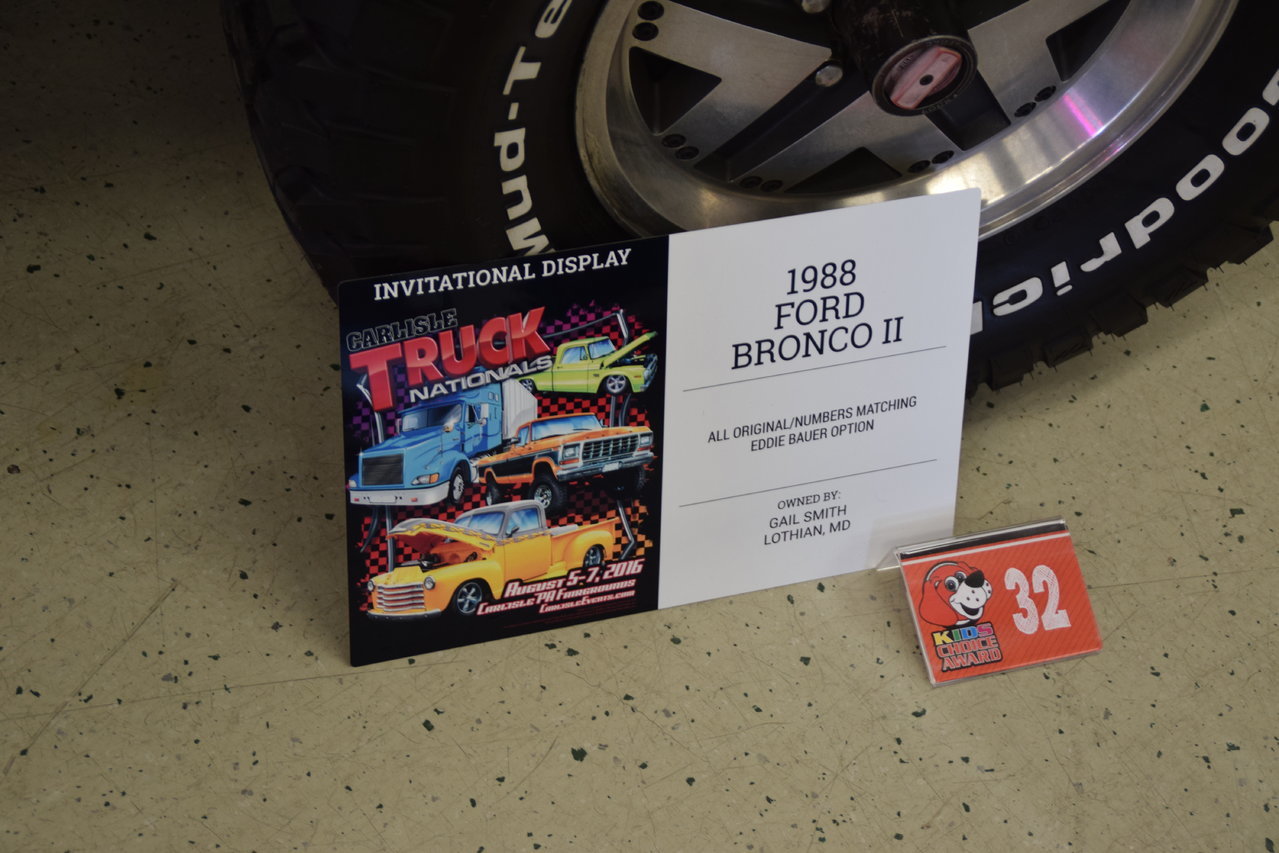 Mud-Te
oodric
INVITATIONAL DISPLAY
CARLISLE
TRUCK
NATIONALS
AUGUST 5-7, 2016
CARLISLE PA FAIRGROUNDS
CARLISLEEVENTS.COM
1988
FORD
BRONCO II
ALL ORIGINAL/NUMBERS MATCHING
EDDIE BAUER OPTION
OWNED BY:
GAIL SMITH
LOTHIAN, MD
KIDS
CHOICE
AWARD
32